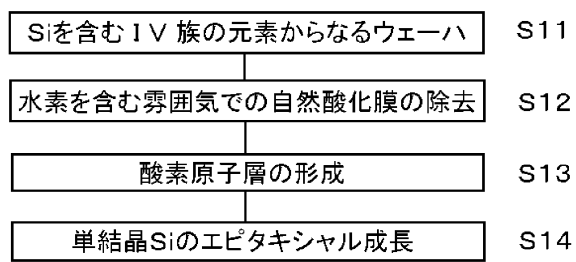 Siを含むIV族の元素からなるウェーハ S11
水素を含む雰囲気での自然酸化膜の除去 S12
酸素原子層の形成 S13
単結晶Siのエピタキシャル成長 S14